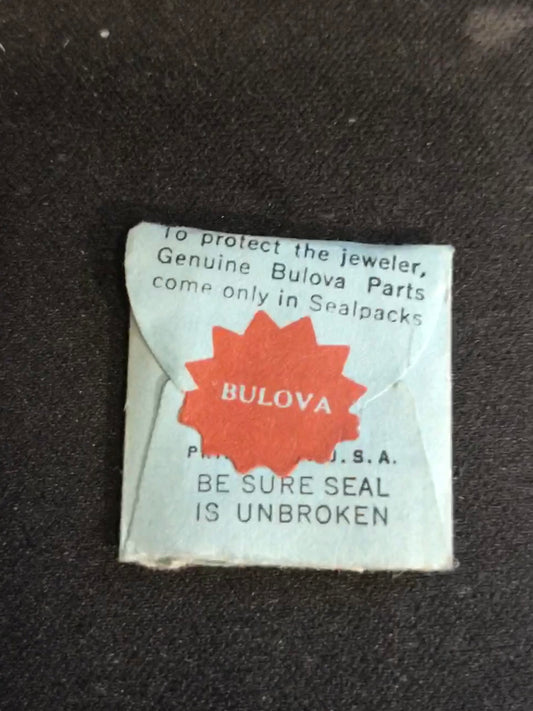 To protect the jeweler,
Genuine Bulova Parts
come only in Sealpacks
BULOVA
U.S.A.
BE SURE SEAL
IS UNBROKEN